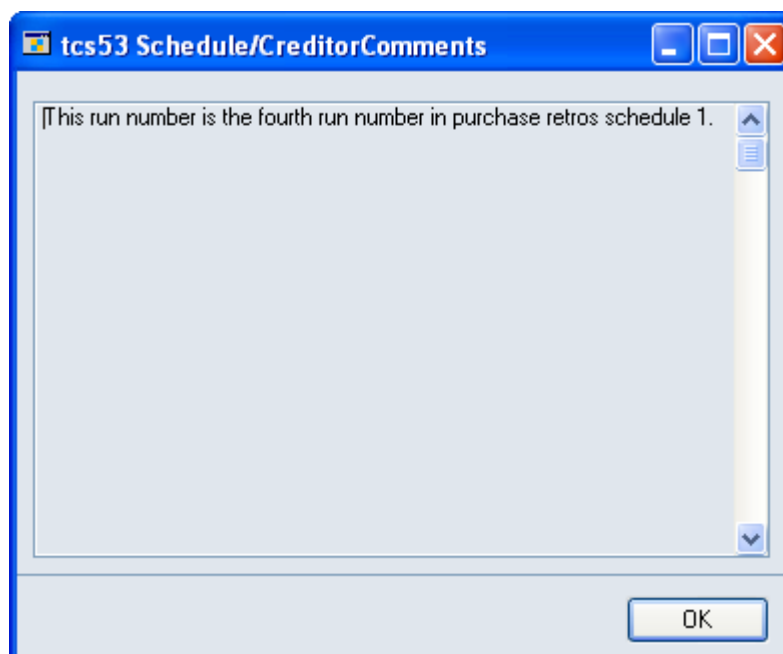 tcs53 Schedule/CreditorComments
This run number is the fourth run number in purchase retros schedule 1.
OK